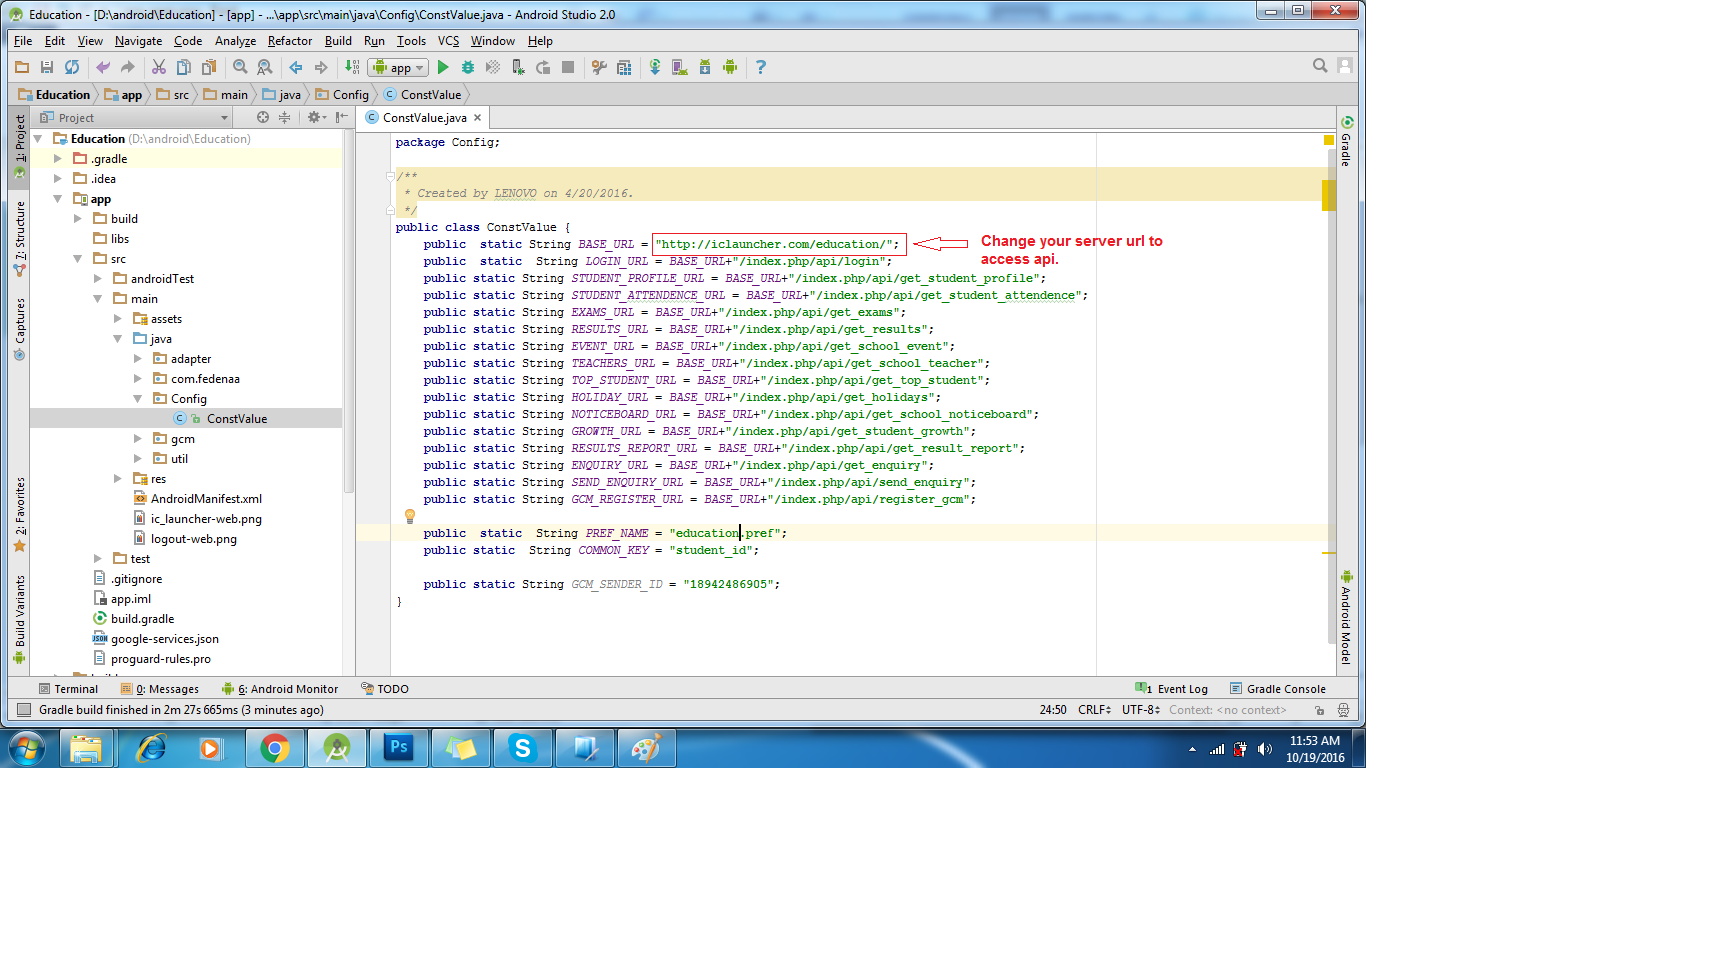 Education - [D:\android\Education] - [app] - ...\app\src\main\java\Config\ConstValue.java - Android Studio 2.0
File Edit View Navigate Code Analyze Refactor Build Run Tools VCS Window Help
app
Education app src main java Config ConstValue
Project
ConstValue.java
1: Project
7: Structure
Captures
2: Favorites
Build Variants
Education (D:\android\Education)
.gradle
.idea
app
build
libs
src
androidTest
main
assets
java
adapter
com.fedenaa
Config
ConstValue
gcm
util
res
AndroidManifest.xml
ic_launcher-web.png
logout-web.png
test
.gitignore
app.iml
build.gradle
google-services.json
proguard-rules.pro
package Config;
/**
* Created by LENOVO on 4/20/2016.
*/
public class ConstValue {
public  static String BASE_URL = "http://iclauncher.com/education/";
Change your server url to
access api.
public  static  String LOGIN_URL = BASE_URL+"/index.php/api/login";
public static String STUDENT_PROFILE_URL = BASE_URL+"/index.php/api/get_student_profile";
public static String STUDENT_ATTENDENCE_URL = BASE_URL+"/index.php/api/get_student_attendence";
public static String EXAMS_URL = BASE_URL+"/index.php/api/get_exams";
public static String RESULTS_URL = BASE_URL+"/index.php/api/get_results";
public static String EVENT_URL = BASE_URL+"/index.php/api/get_school_event";
public static String TEACHERS_URL = BASE_URL+"/index.php/api/get_school_teacher";
public static String TOP_STUDENT_URL = BASE_URL+"/index.php/api/get_top_student";
public static String HOLIDAY_URL = BASE_URL+"/index.php/api/get_holidays";
public static String NOTICEBOARD_URL = BASE_URL+"/index.php/api/get_school_noticeboard";
public static String GROWTH_URL = BASE_URL+"/index.php/api/get_student_growth";
public static String RESULTS_REPORT_URL = BASE_URL+"/index.php/api/get_result_report";
public static String ENQUIRY_URL = BASE_URL+"/index.php/api/get_enquiry";
public static String SEND_ENQUIRY_URL = BASE_URL+"/index.php/api/send_enquiry";
public static String GCM_REGISTER_URL = BASE_URL+"/index.php/api/register_gcm";
public  static  String PREF_NAME = "education.pref";
public static  String COMMON_KEY = "student_id";
public static String GCM_SENDER_ID = "18942486905";
}
Gradle
Android Model
Terminal 0: Messages 6: Android Monitor TODO 1 Event Log Gradle Console
Gradle build finished in 2m 27s 665ms (3 minutes ago) 24:50 CRLF UTF-8 Context: <no context>
Ps
11:53 AM
10/19/2016